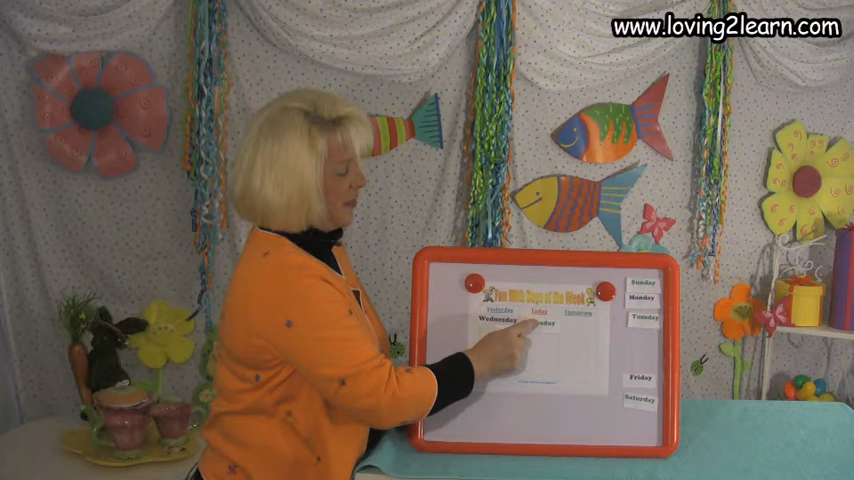 www.loving2learn.com
Fun With Days of the Week
Yesterday Today Tomorrow
Wednesday
Sunday
Monday
Tuesday
Friday
Saturday